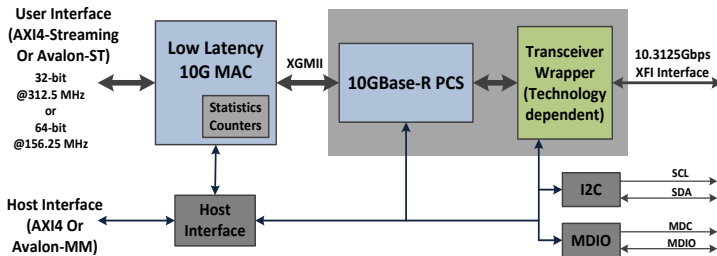 User Interface
(AXI4-Streaming
Or Avalon-ST)
32-bit
@312.5 MHz
or
64-bit
@156.25 MHz
Low Latency
10G MAC
Statistics
Counters
XGMII
10GBase-R PCS
Transceiver
Wrapper
(Technology
dependent)
10.3125Gbps
XFI Interface
Host Interface
(AXI4 Or
Avalon-MM)
Host
Interface
I2C
SCL
SDA
MDIO
MDC
MDIO